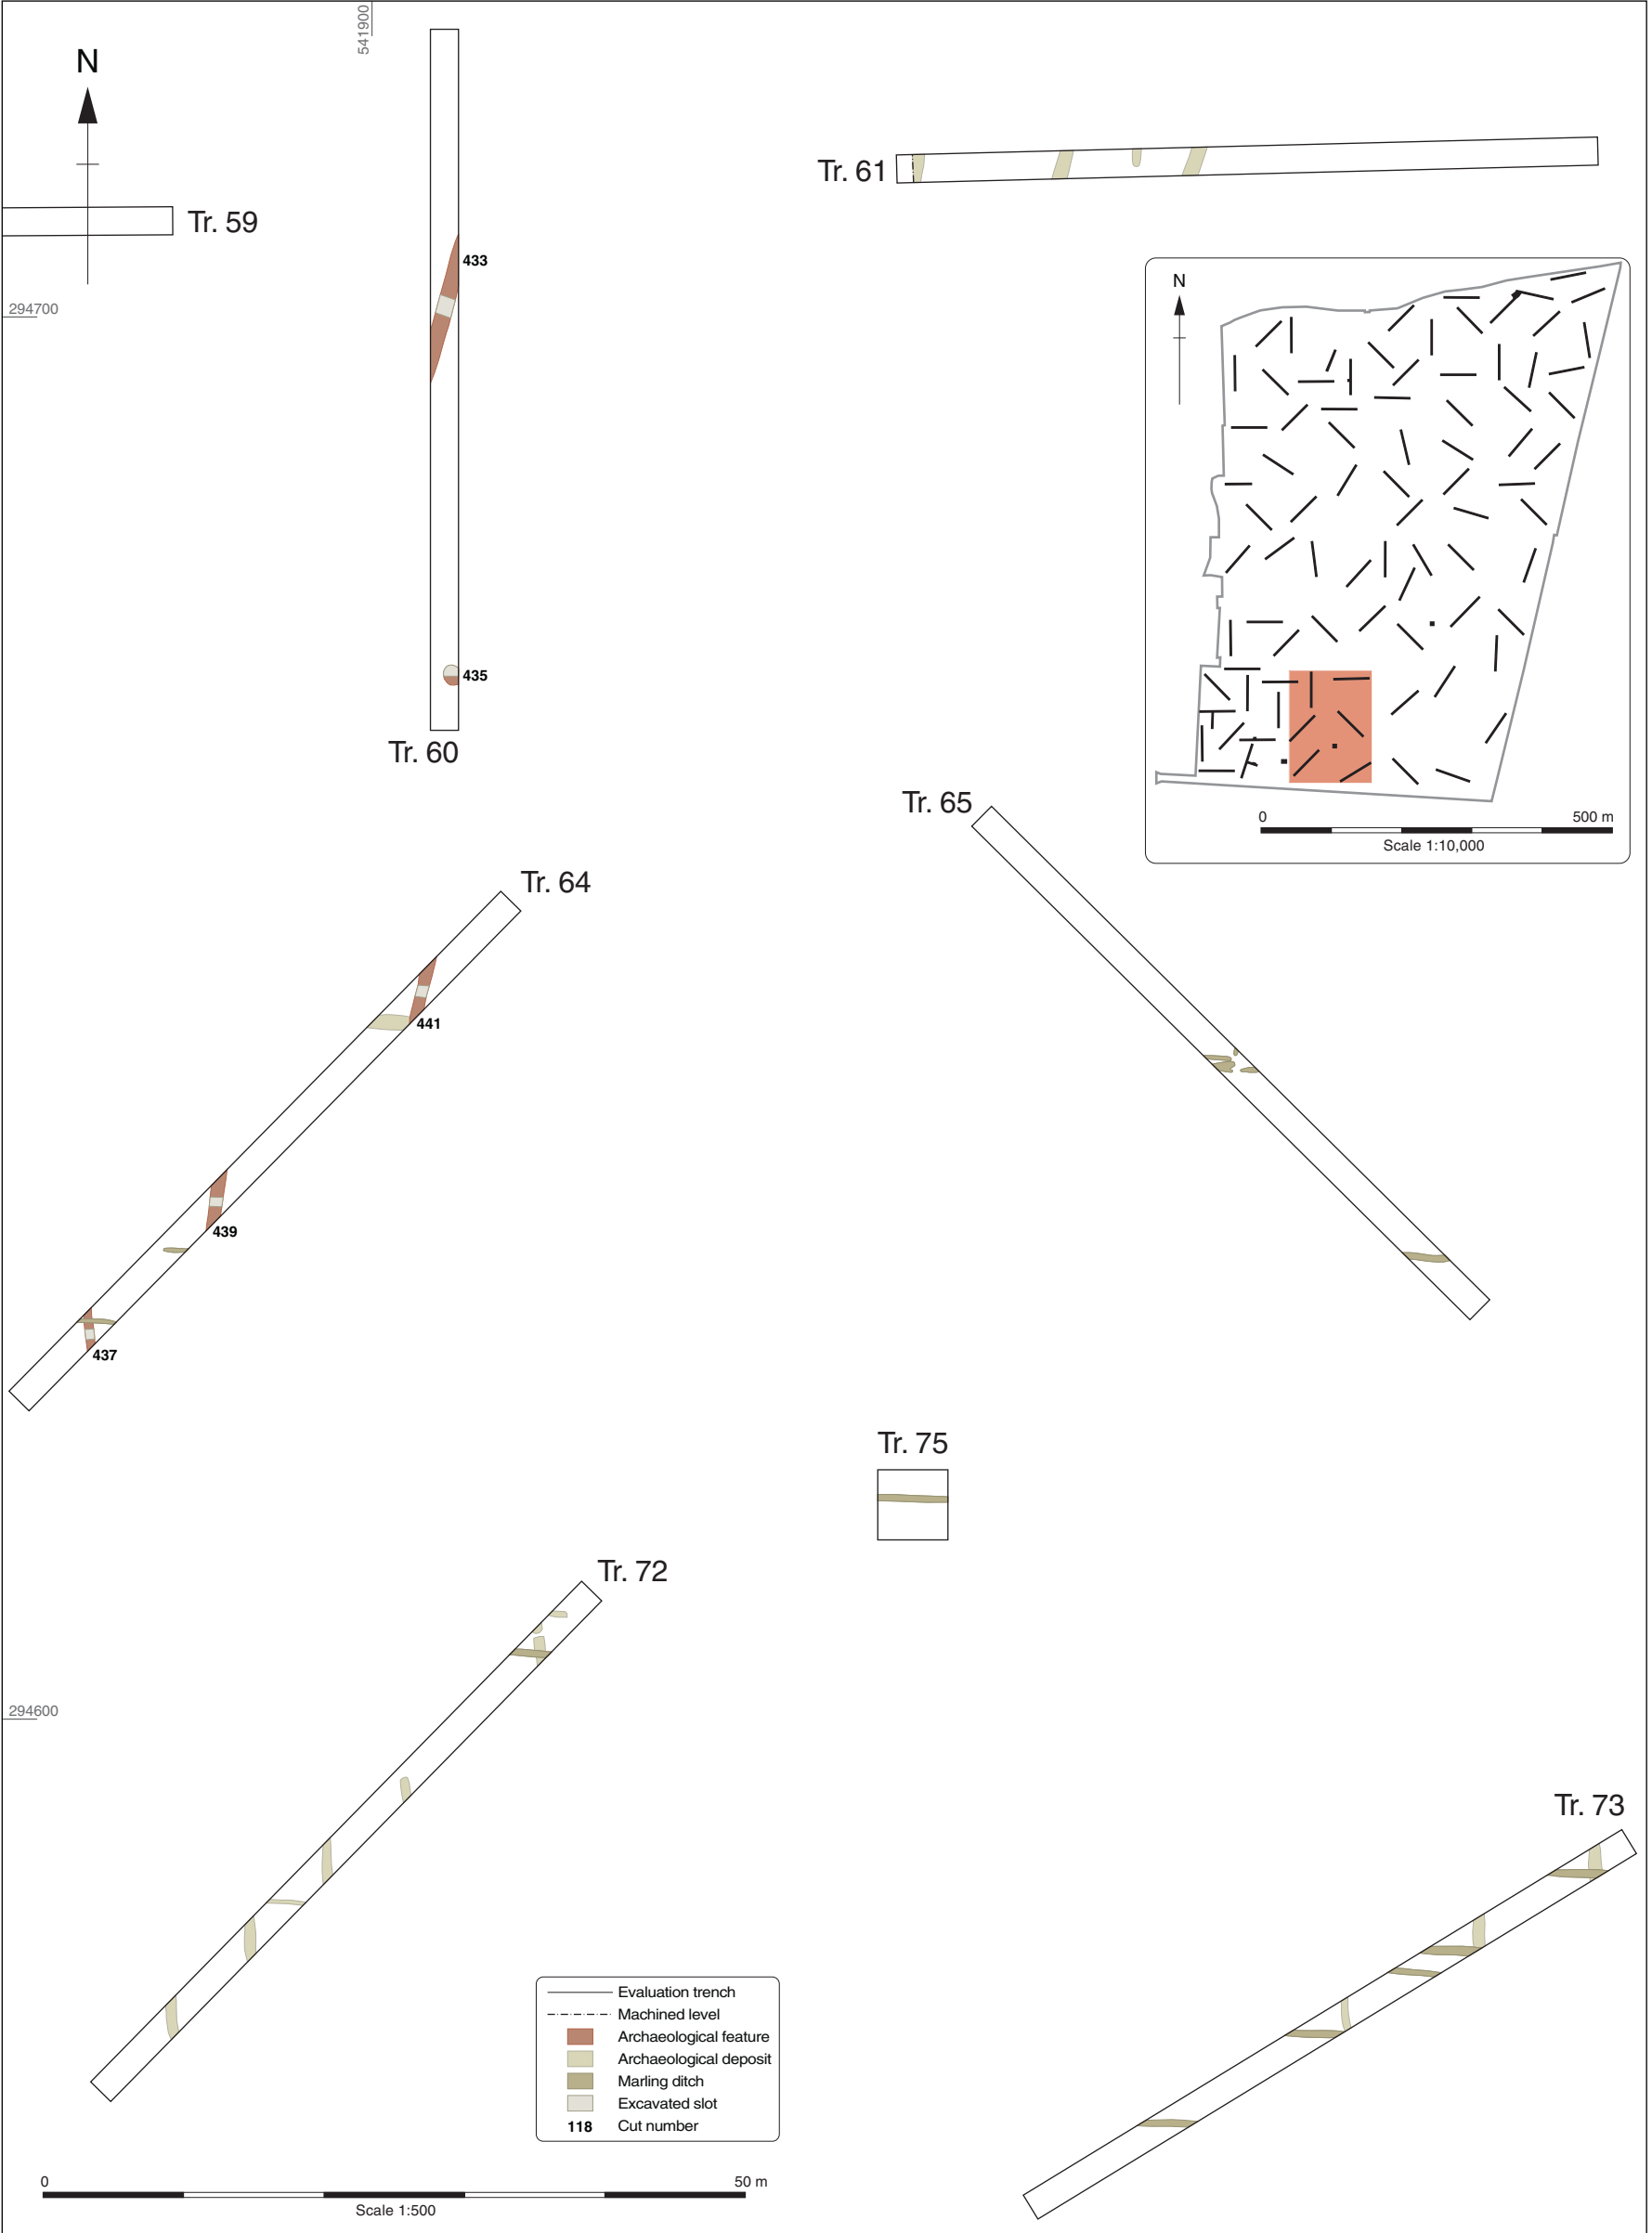 541900
N
Tr. 61
Tr. 59
433
N
294700
435
Tr. 60
Tr. 65
0 500 m
Scale 1:10,000
Tr. 64
441
439
437
Tr. 75
Tr. 72
294600
Tr. 73
Evaluation trench
Machined level
Archaeological feature
Archaeological deposit
Marling ditch
Excavated slot
118 Cut number
0 50 m
Scale 1:500